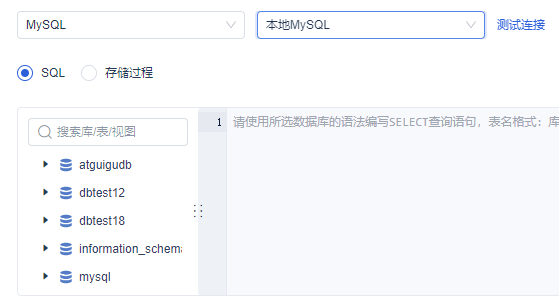 MySQL
本地MySQL
测试连接
SQL
存储过程
搜索库/表/视图
1
请使用所选数据库的语法编写SELECT查询语句，表名格式：库
atguigudb
dbtest12
dbtest18
information_schema
mysql